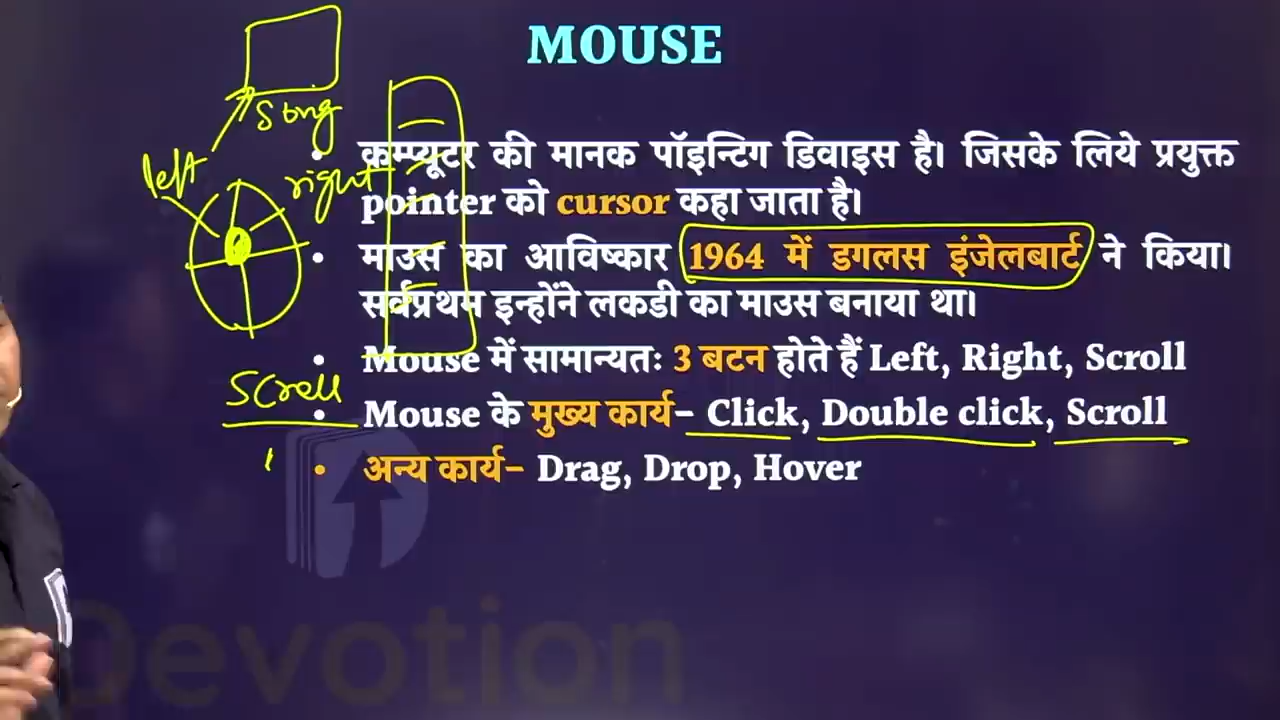 MOUSE
song
left
right
• कम्प्यूटर की मानक पॉइन्टिग डिवाइस है। जिसके लिये प्रयुक्त
pointer को cursor कहा जाता है।
• माउस का आविष्कार 1964 में डगलस इंजेलबार्ट ने किया।
सर्वप्रथम इन्होंने लकडी का माउस बनाया था।
• Mouse में सामान्यतः 3 बटन होते हैं Left, Right, Scroll
Scroll
• Mouse के मुख्य कार्य– Click, Double click, Scroll
• अन्य कार्य– Drag, Drop, Hover
Devotion